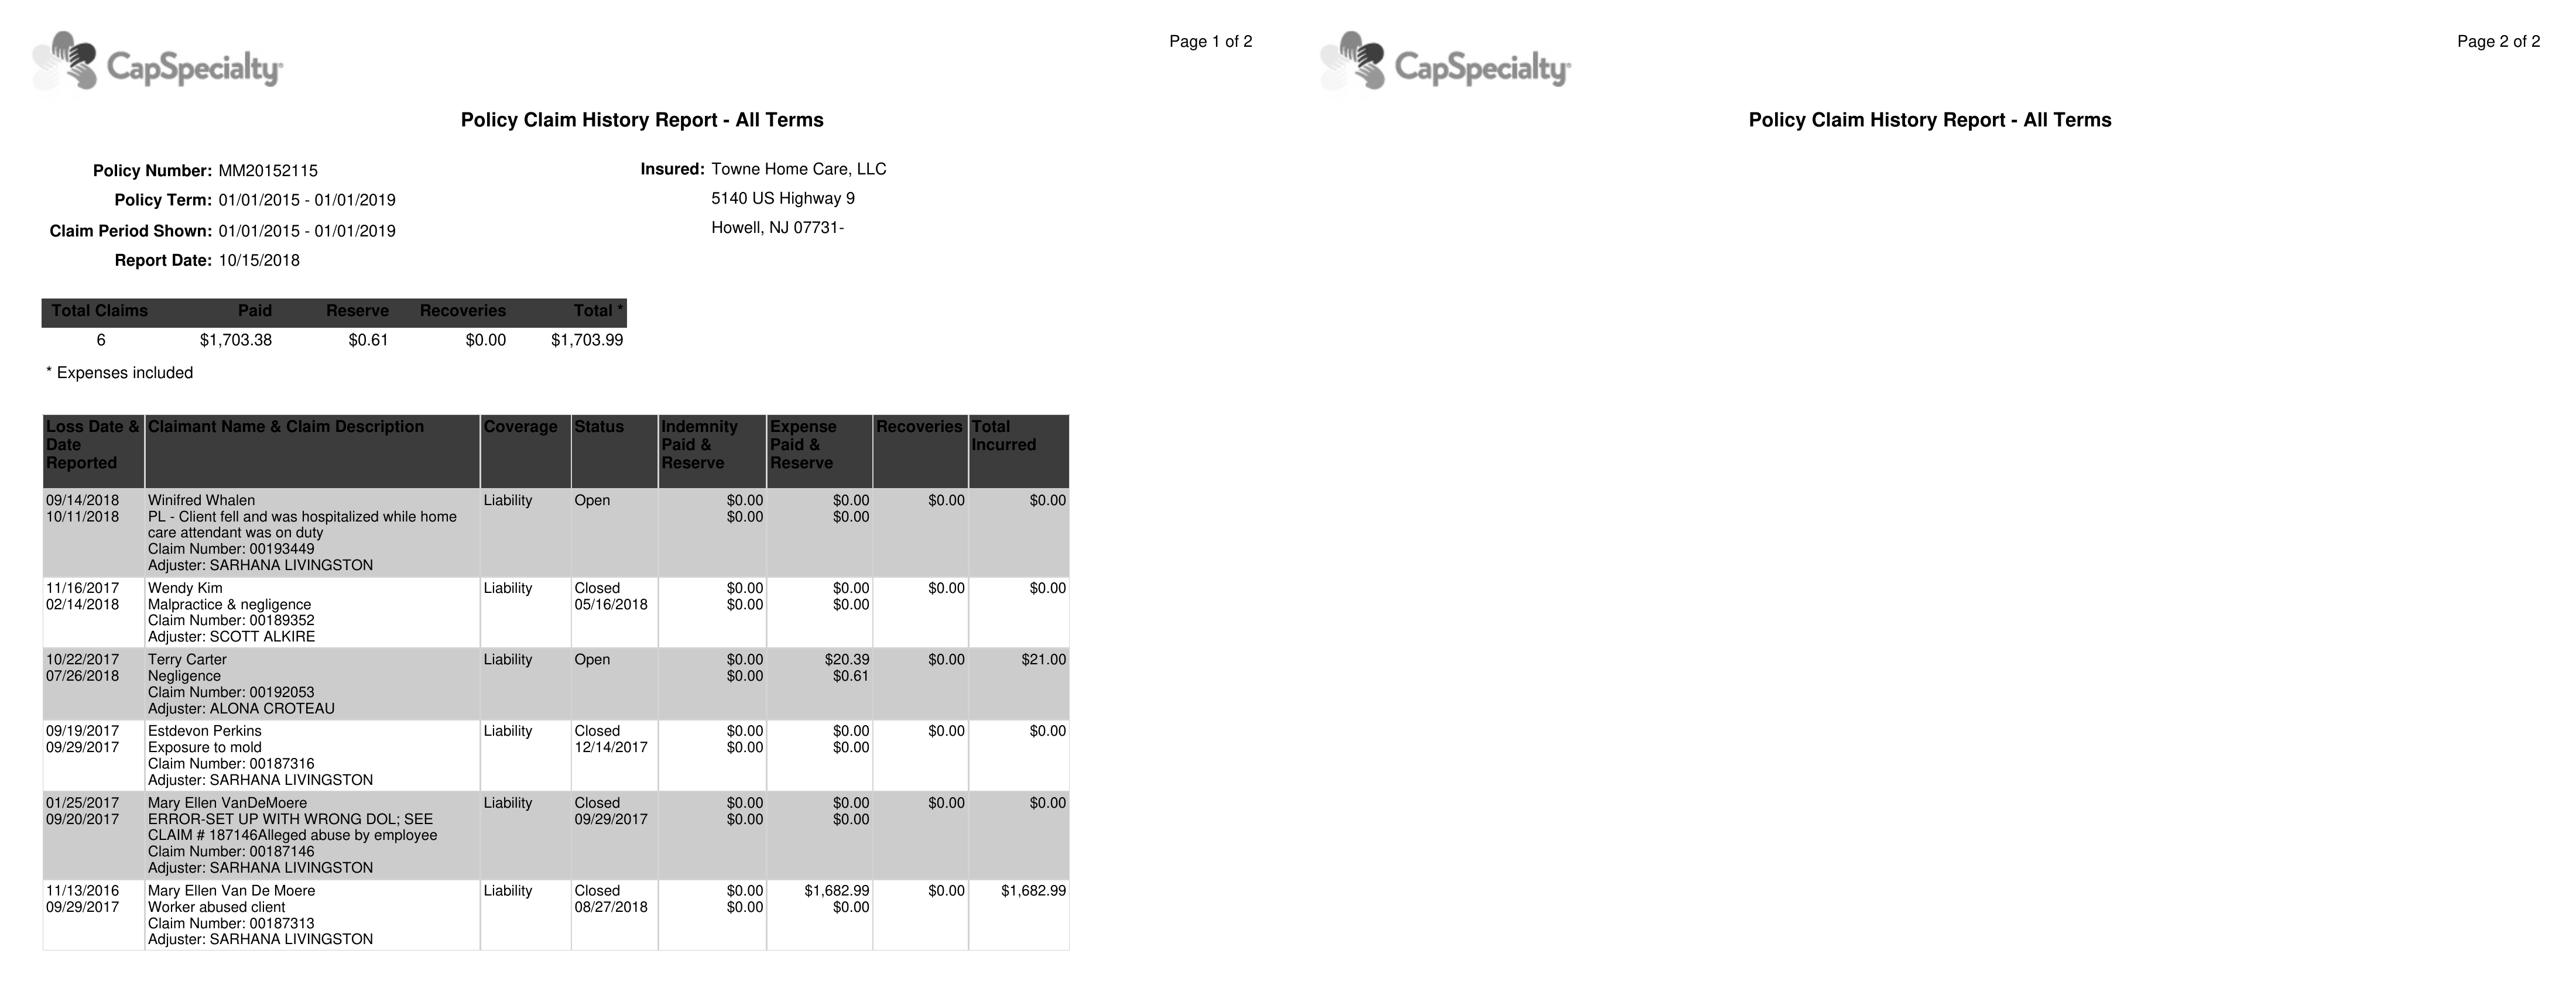 CapSpecialty
Page 1 of 2
Policy Claim History Report - All Terms
Policy Number: MM20152115
Policy Term: 01/01/2015 - 01/01/2019
Claim Period Shown: 01/01/2015 - 01/01/2019
Report Date: 10/15/2018
Insured: Towne Home Care, LLC
5140 US Highway 9
Howell, NJ 07731-
Total Claims Paid Reserve Recoveries Total *
6 $1,703.38 $0.61 $0.00 $1,703.99
* Expenses included
Loss Date & Claimant Name & Claim Description Coverage Status Indemnity Expense Recoveries Total
Date Paid & Paid & Incurred
Reported Reserve Reserve
09/14/2018 Winifred Whalen Liability Open $0.00 $0.00 $0.00 $0.00
10/11/2018 PL - Client fell and was hospitalized while home $0.00 $0.00
care attendant was on duty
Claim Number: 00193449
Adjuster: SARHANA LIVINGSTON
11/16/2017 Wendy Kim Liability Closed $0.00 $0.00 $0.00 $0.00
02/14/2018 Malpractice & negligence 05/16/2018 $0.00 $0.00
Claim Number: 00189352
Adjuster: SCOTT ALKIRE
10/22/2017 Terry Carter Liability Open $0.00 $20.39 $0.00 $21.00
07/26/2018 Negligence $0.00 $0.61
Claim Number: 00192053
Adjuster: ALONA CROTEAU
09/19/2017 Estdevon Perkins Liability Closed $0.00 $0.00 $0.00 $0.00
09/29/2017 Exposure to mold 12/14/2017 $0.00 $0.00
Claim Number: 00187316
Adjuster: SARHANA LIVINGSTON
01/25/2017 Mary Ellen VanDeMoere Liability Closed $0.00 $0.00 $0.00 $0.00
09/20/2017 ERROR-SET UP WITH WRONG DOL; SEE 09/29/2017 $0.00 $0.00
CLAIM # 187146Alleged abuse by employee
Claim Number: 00187146
Adjuster: SARHANA LIVINGSTON
11/13/2016 Mary Ellen Van De Moere Liability Closed $0.00 $1,682.99 $0.00 $1,682.99
09/29/2017 Worker abused client 08/27/2018 $0.00 $0.00
Claim Number: 00187313
Adjuster: SARHANA LIVINGSTON
CapSpecialty
Page 2 of 2
Policy Claim History Report - All Terms